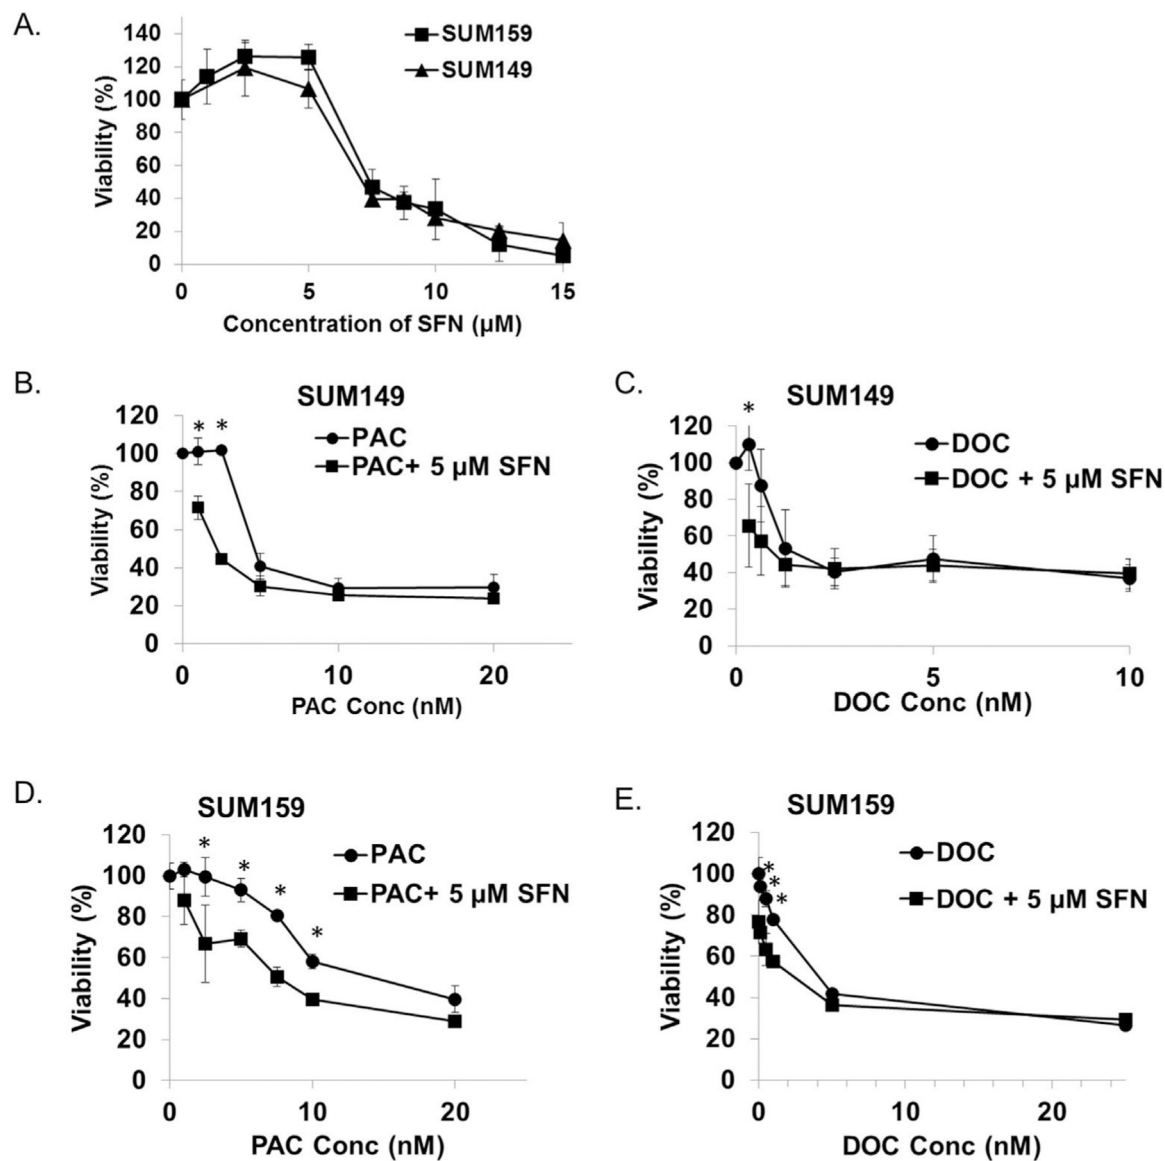 A.
140
120
100
80
60
40
20
0
Viability (%)
SUM159
SUM149
0 5 10 15
Concentration of SFN (µM)
B.
SUM149
120
100
80
60
40
20
0
Viability (%)
* *
PAC
PAC+ 5 µM SFN
0 10 20
PAC Conc (nM)
C.
SUM149
120
100
80
60
40
20
0
Viability (%)
*
DOC
DOC + 5 µM SFN
0 5 10
DOC Conc (nM)
D.
SUM159
120
100
80
60
40
20
0
Viability (%)
* * * *
PAC
PAC+ 5 µM SFN
0 10 20
PAC Conc (nM)
E.
SUM159
120
100
80
60
40
20
0
Viability (%)
*
*
*
DOC
DOC + 5 µM SFN
0 10 20
DOC Conc (nM)